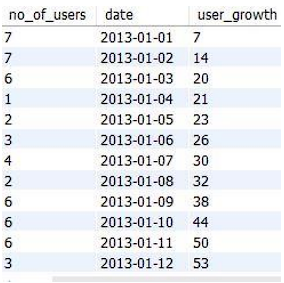 no_of_users date user_growth
7 2013-01-01 7
7 2013-01-02 14
6 2013-01-03 20
1 2013-01-04 21
2 2013-01-05 23
3 2013-01-06 26
4 2013-01-07 30
2 2013-01-08 32
6 2013-01-09 38
6 2013-01-10 44
6 2013-01-11 50
3 2013-01-12 53